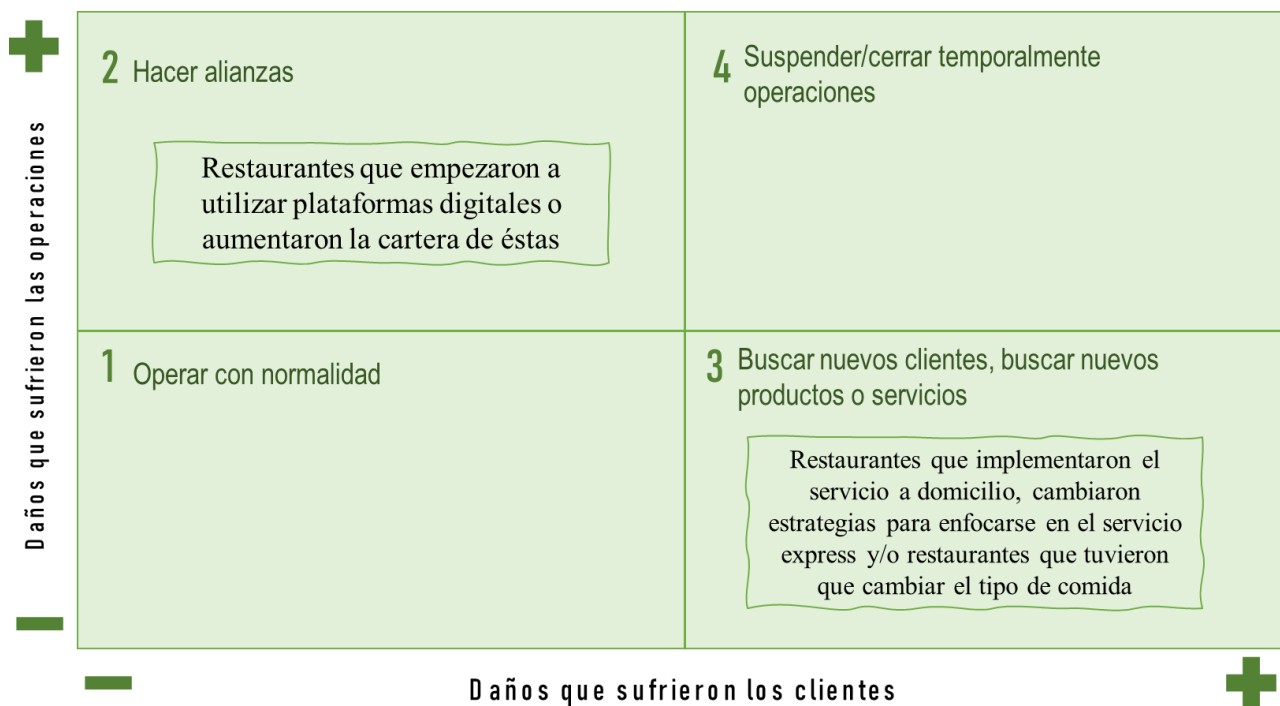 2 Hacer alianzas
Restaurantes que empezaron a
utilizar plataformas digitales o
aumentaron la cartera de éstas
4 Suspender/cerrar temporalmente
operaciones
1 Operar con normalidad
3 Buscar nuevos clientes, buscar nuevos
productos o servicios
Restaurantes que implementaron el
servicio a domicilio, cambiaron
estrategias para enfocarse en el servicio
express y/o restaurantes que tuvieron
que cambiar el tipo de comida
Daños que sufrieron las operaciones
Daños que sufrieron los clientes